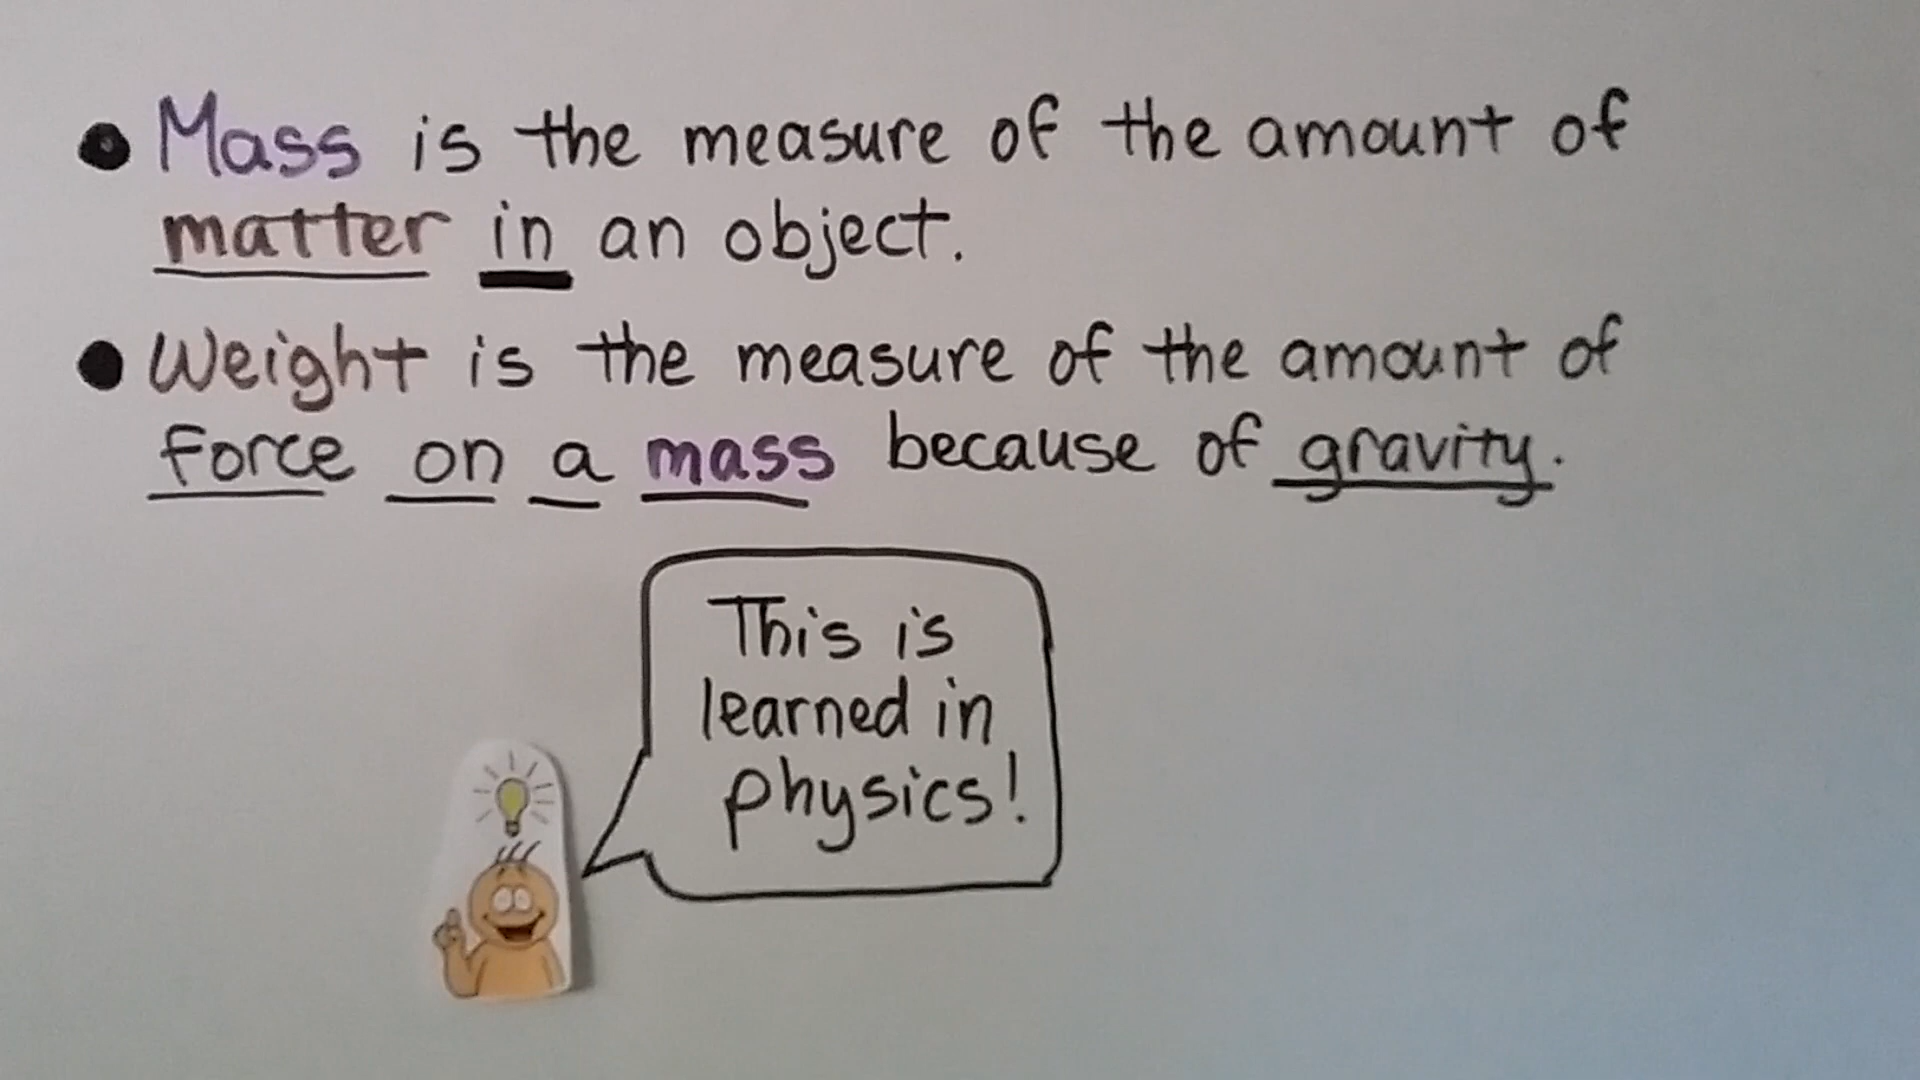 • Mass is the measure of the amount of
matter in an object.
• Weight is the measure of the amount of
force on a mass because of gravity.
This is
learned in
physics!